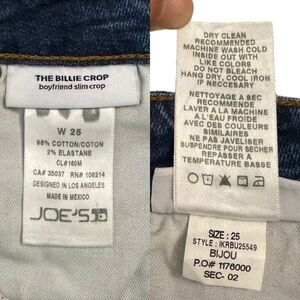 THE BILLIE CROP
boyfriend slim crop
W 25
98% COTTON/COTON
2% ELASTANE
CL#160M
CA# 35037 RN# 106214
DESIGNED IN LOS ANGELES
MADE IN MEXICO
JOE'S
DRY CLEAN
RECOMMENDED
MACHINE WASH COLD
INSIDE OUT WITH
LIKE COLORS
DO NOT BLEACH
HANG DRY, COOL IRON
IF NECCESARY
NETTOYAGE A SEC
RECOMMANDE
LAVER A LA MACHINE
A L'EAU FROIDE
AVEC DES COULEURS
SIMILAIRES
NE PAS JAVELISER
SUSPENDRE POUR SECHER
REPASSER A
TEMPERATURE BASSE
SIZE: 25
STYLE: IKRBU25549
BIJOU
P.O# 1176000
SEC- 02